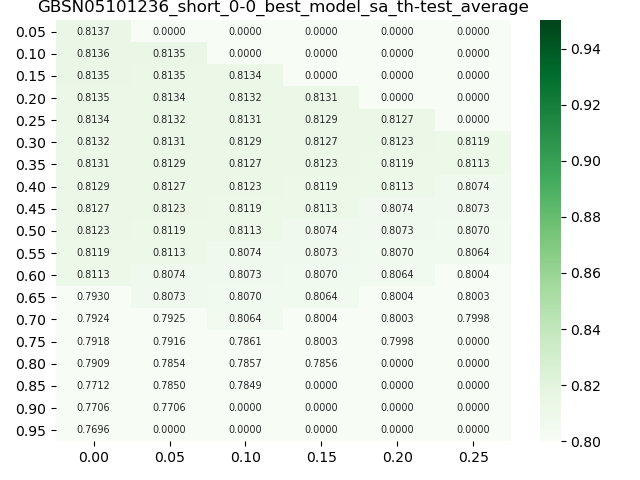 GBSN05101236_short_0-0_best_model_sa_th-test_average
0.05 0.8137 0.0000 0.0000 0.0000 0.0000 0.0000
0.10 0.8136 0.8135 0.0000 0.0000 0.0000 0.0000
0.15 0.8135 0.8135 0.8134 0.0000 0.0000 0.0000
0.20 0.8135 0.8134 0.8132 0.8131 0.0000 0.0000
0.25 0.8134 0.8132 0.8131 0.8129 0.8127 0.0000
0.30 0.8132 0.8131 0.8129 0.8127 0.8123 0.8119
0.35 0.8131 0.8129 0.8127 0.8123 0.8119 0.8113
0.40 0.8129 0.8127 0.8123 0.8119 0.8113 0.8074
0.45 0.8127 0.8123 0.8119 0.8113 0.8074 0.8073
0.50 0.8123 0.8119 0.8113 0.8074 0.8073 0.8070
0.55 0.8119 0.8113 0.8074 0.8073 0.8070 0.8064
0.60 0.8113 0.8074 0.8073 0.8070 0.8064 0.8004
0.65 0.7930 0.8073 0.8070 0.8064 0.8004 0.8003
0.70 0.7924 0.7925 0.8064 0.8004 0.8003 0.7998
0.75 0.7918 0.7916 0.7861 0.8003 0.7998 0.0000
0.80 0.7909 0.7854 0.7857 0.7856 0.0000 0.0000
0.85 0.7712 0.7850 0.7849 0.0000 0.0000 0.0000
0.90 0.7706 0.7706 0.0000 0.0000 0.0000 0.0000
0.95 0.7696 0.0000 0.0000 0.0000 0.0000 0.0000
0.00 0.05 0.10 0.15 0.20 0.25
0.94
0.92
0.90
0.88
0.86
0.84
0.82
0.80